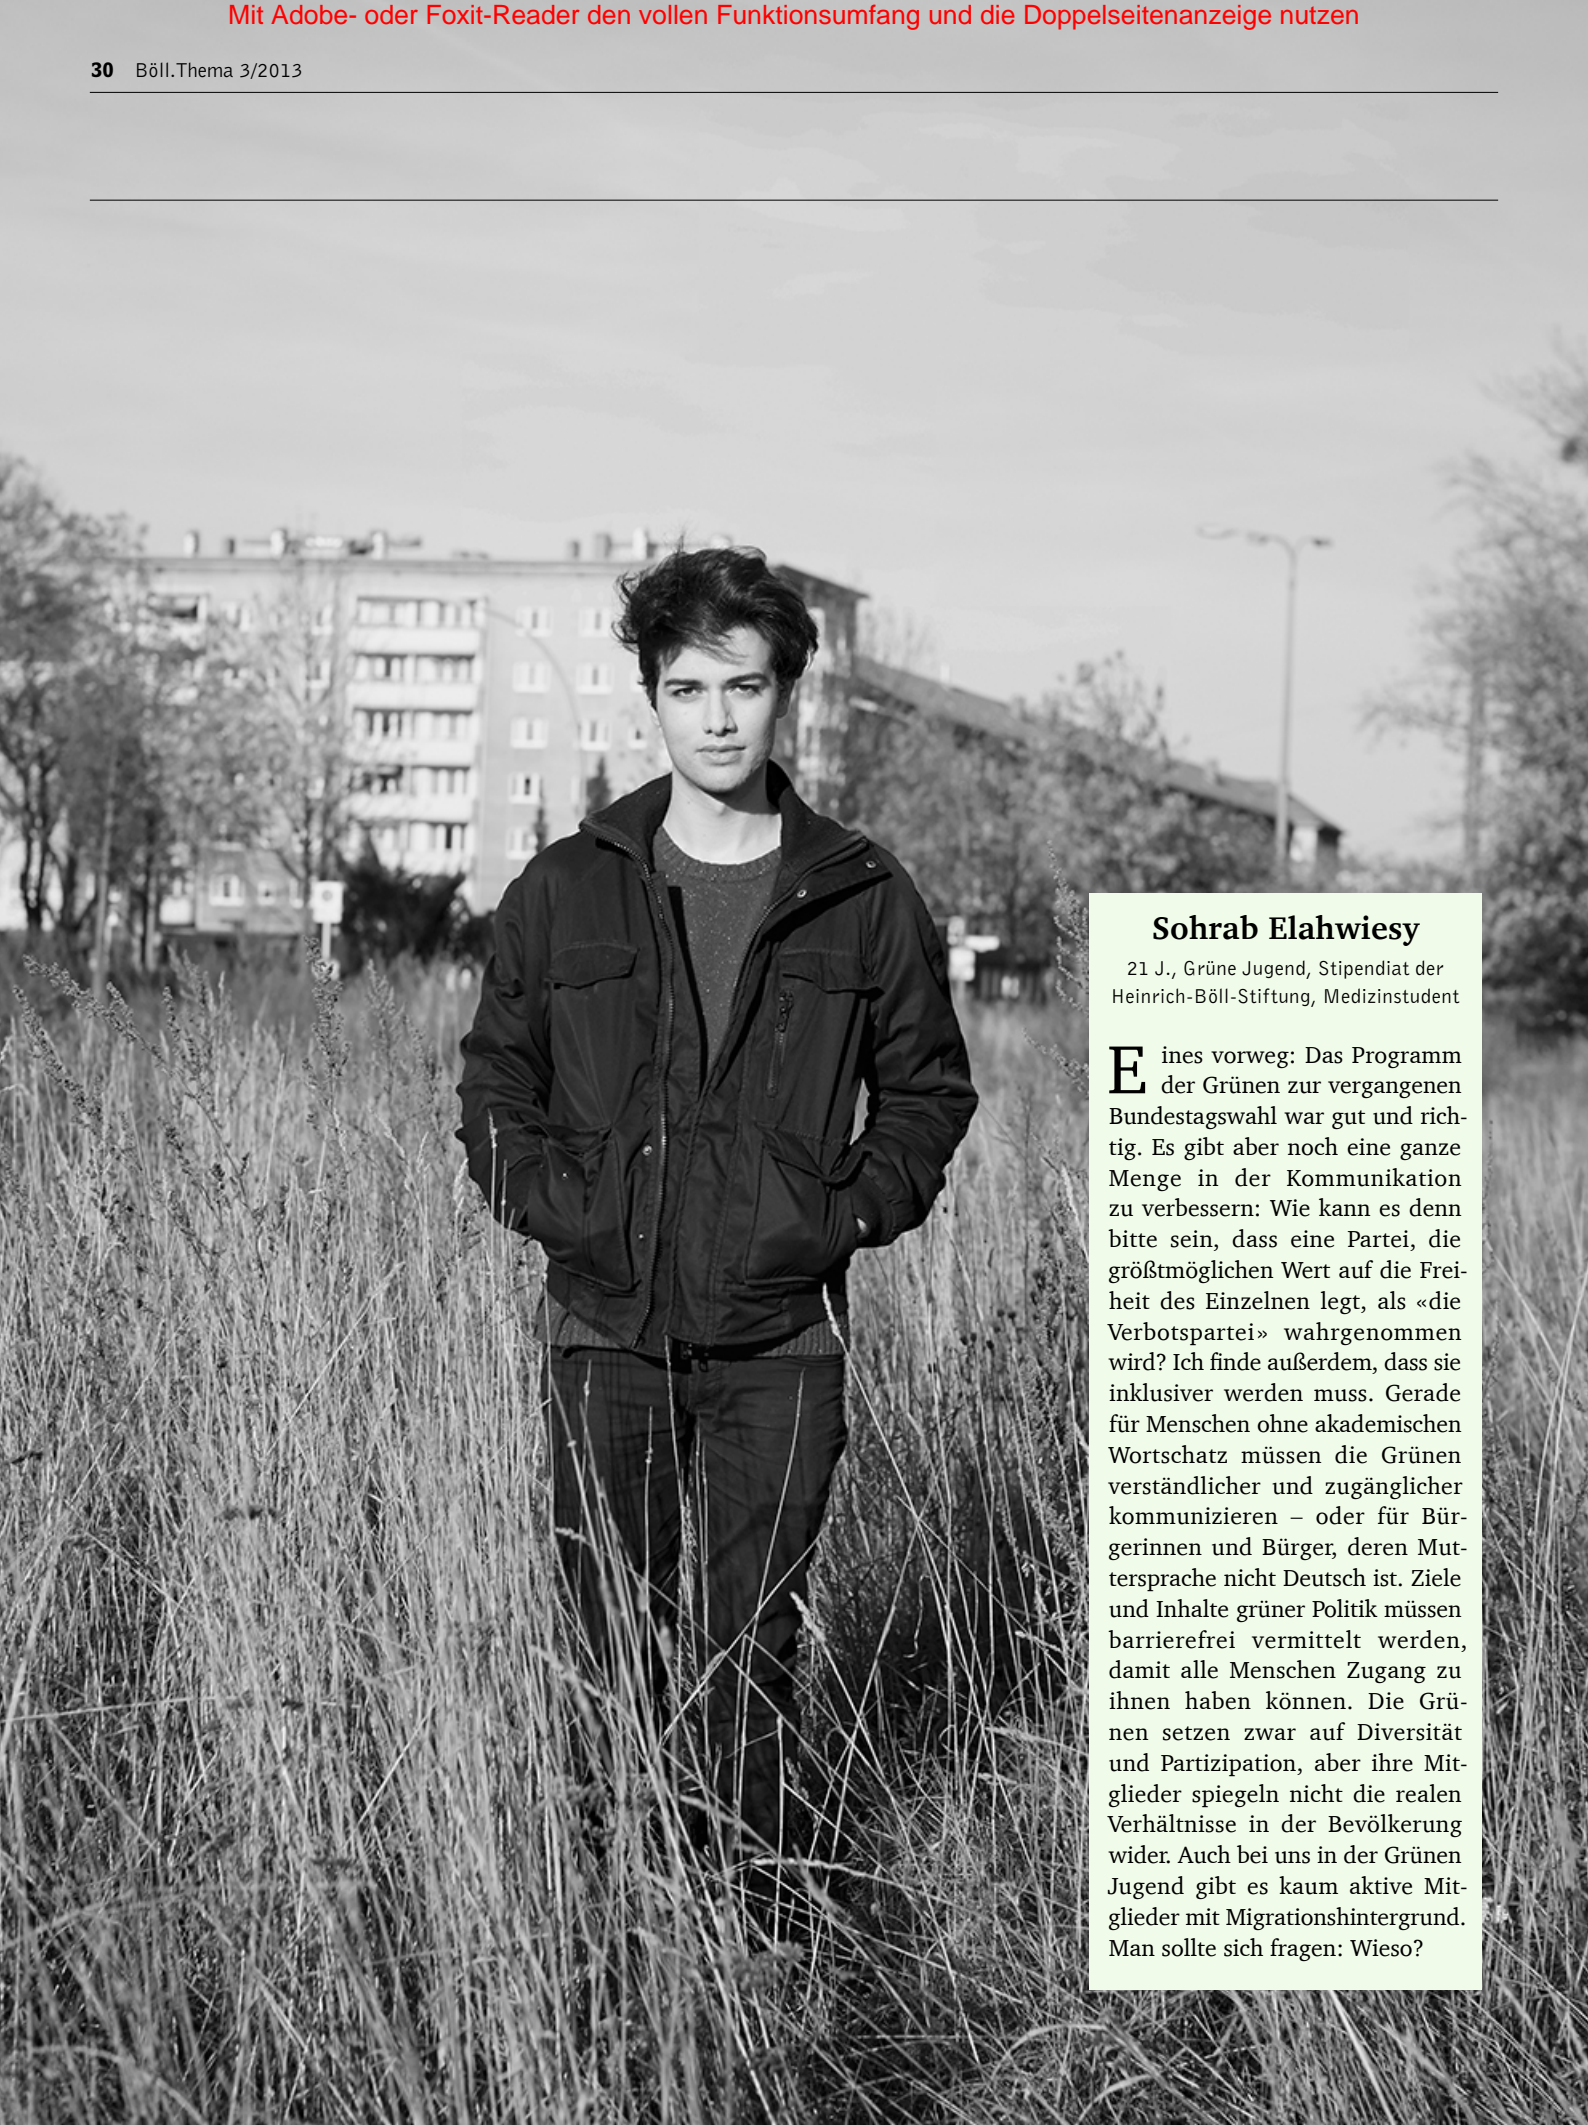 Mit Adobe- oder Foxit-Reader den vollen Funktionsumfang und die Doppelseitenanzeige nutzen
30 Böll.Thema 3/2013
Sohrab Elahwiesy
21 J., Grüne Jugend, Stipendiat der
Heinrich-Böll-Stiftung, Medizinstudent
Eines vorweg: Das Programm
der Grünen zur vergangenen
Bundestagswahl war gut und rich-
tig. Es gibt aber noch eine ganze
Menge in der Kommunikation
zu verbessern: Wie kann es denn
bitte sein, dass eine Partei, die
größtmöglichen Wert auf die Frei-
heit des Einzelnen legt, als «die
Verbotspartei» wahrgenommen
wird? Ich finde außerdem, dass sie
inklusiver werden muss. Gerade
für Menschen ohne akademischen
Wortschatz müssen die Grünen
verständlicher und zugänglicher
kommunizieren – oder für Bür-
gerinnen und Bürger, deren Mut-
tersprache nicht Deutsch ist. Ziele
und Inhalte grüner Politik müssen
barrierefrei vermittelt werden,
damit alle Menschen Zugang zu
ihnen haben können. Die Grü-
nen setzen zwar auf Diversität
und Partizipation, aber ihre Mit-
glieder spiegeln nicht die realen
Verhältnisse in der Bevölkerung
wider. Auch bei uns in der Grünen
Jugend gibt es kaum aktive Mit-
glieder mit Migrationshintergrund.
Man sollte sich fragen: Wieso?